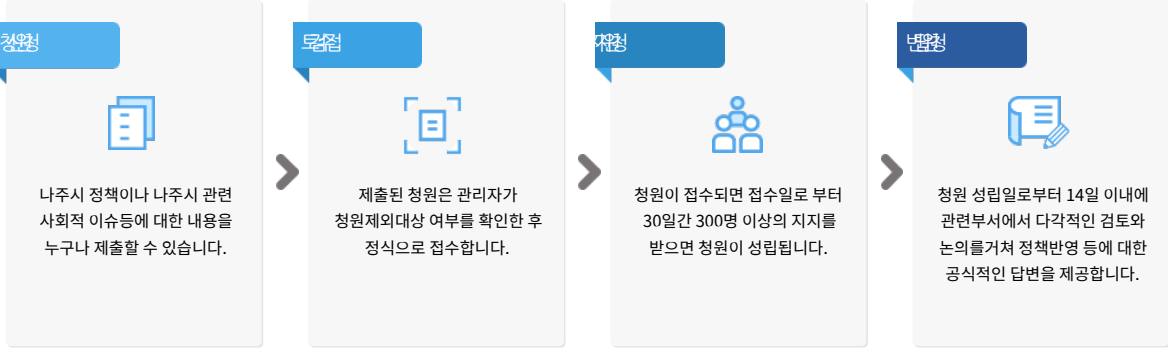 나주시 정책이나 나주시 관련
사회적 이슈등에 대한 내용을
누구나 제출할 수 있습니다.
제출된 청원은 관리자가
청원제외대상 여부를 확인한 후
정식으로 접수합니다.
청원이 접수되면 접수일로 부터
30일간 300명 이상의 지지를
받으면 청원이 성립됩니다.
청원 성립일로부터 14일 이내에
관련부서에서 다각적인 검토와
논의를거쳐 정책반영 등에 대한
공식적인 답변을 제공합니다.